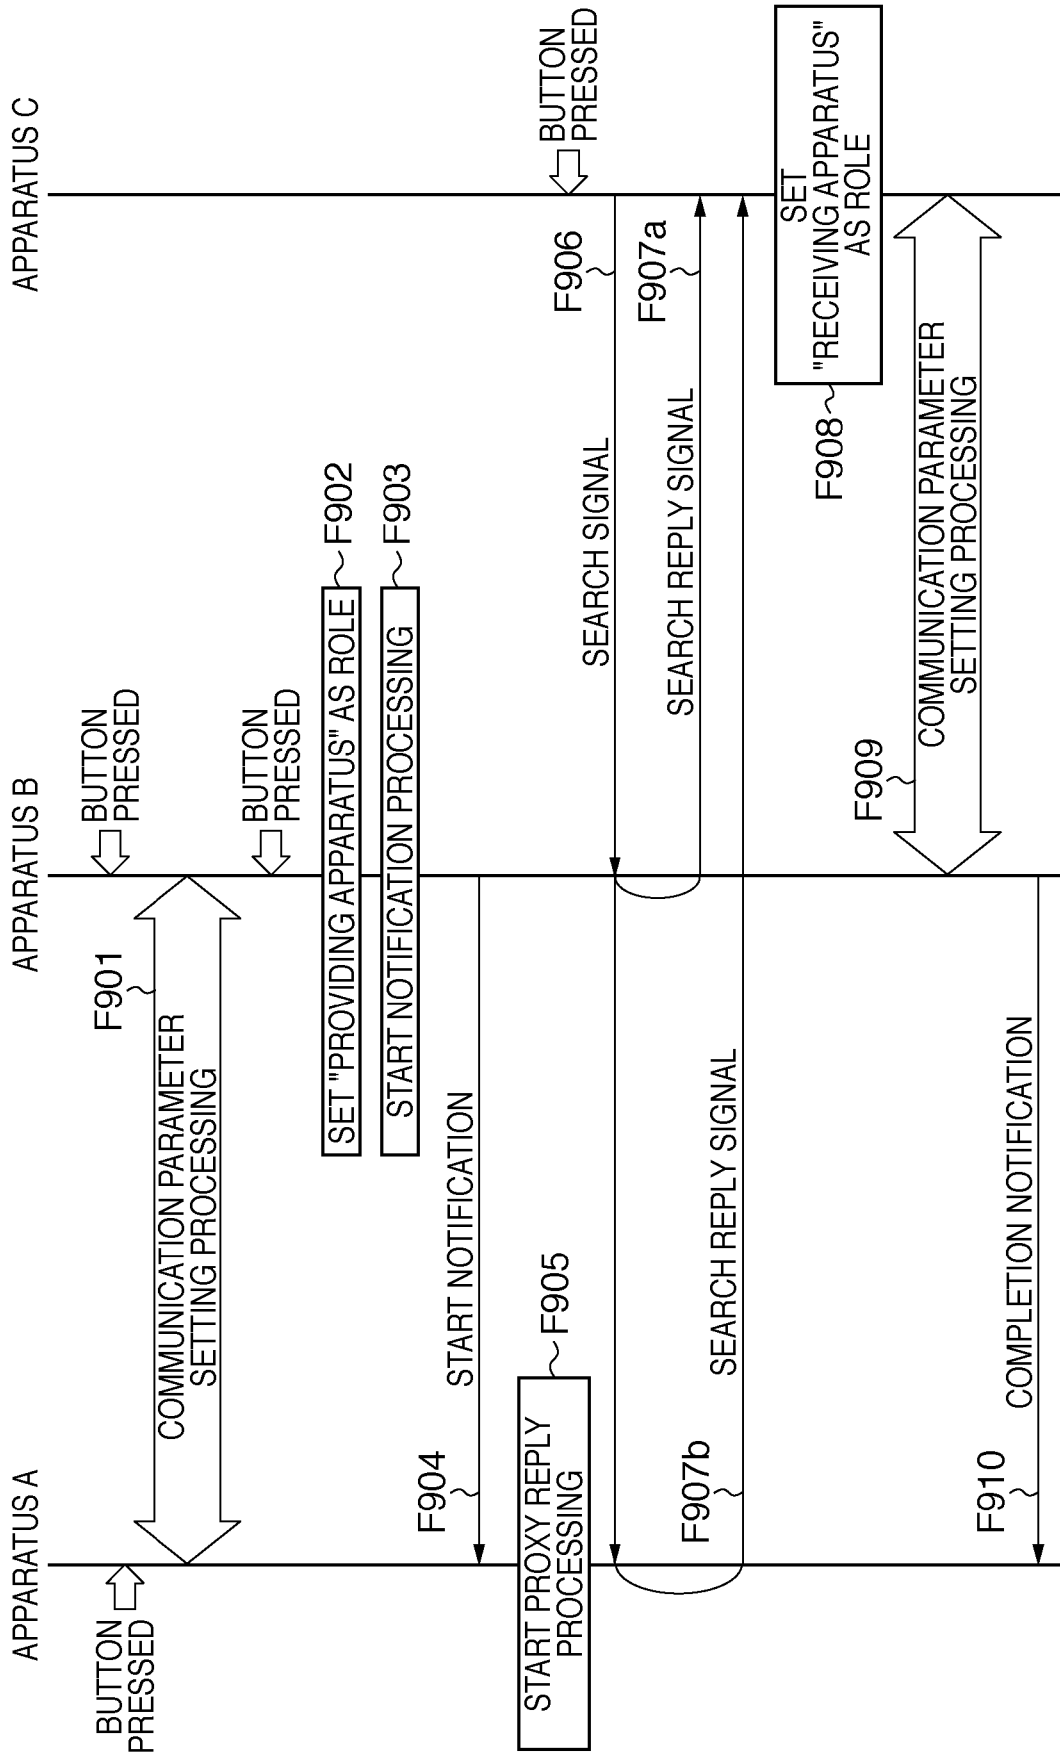 APPARATUS A
APPARATUS B
APPARATUS C
BUTTON
PRESSED
BUTTON
PRESSED
F901
COMMUNICATION PARAMETER
SETTING PROCESSING
BUTTON
PRESSED
SET "PROVIDING APPARATUS" AS ROLE
F902
START NOTIFICATION PROCESSING
F903
F904
START NOTIFICATION
START PROXY REPLY
PROCESSING
F905
BUTTON
PRESSED
SEARCH SIGNAL
F906
SEARCH REPLY SIGNAL
F907a
F907b
SEARCH REPLY SIGNAL
SET
"RECEIVING APPARATUS"
AS ROLE
F908
F909
COMMUNICATION PARAMETER
SETTING PROCESSING
F910
COMPLETION NOTIFICATION